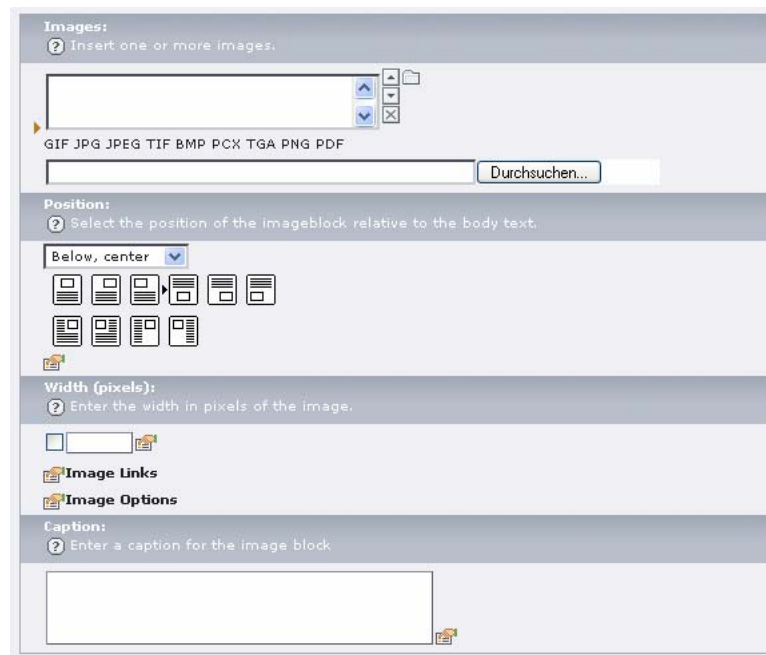 Images:
Insert one or more images.
GIF JPG JPEG TIF BMP PCX TGA PNG PDF
Durchsuchen...
Position:
Select the position of the imageblock relative to the body text.
Below, center
Width (pixels):
Enter the width in pixels of the image.
Image Links
Image Options
Caption:
Enter a caption for the image block